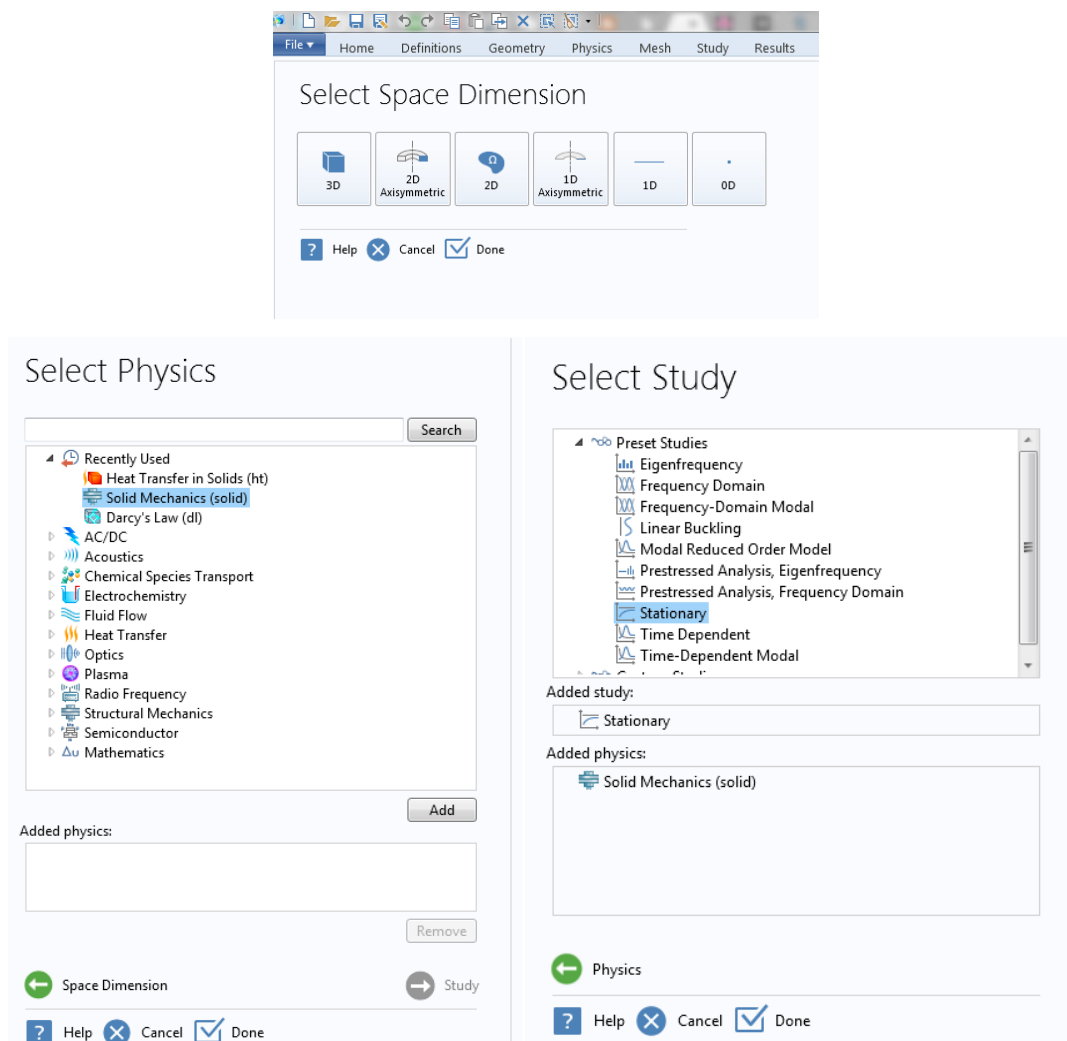 File ▾ Home Definitions Geometry Physics Mesh Study Results
Select Space Dimension
3D
2D
Axisymmetric
Ω
2D
1D
Axisymmetric
1D
0D
? Help Cancel Done
Select Physics
Search
Recently Used
Heat Transfer in Solids (ht)
Solid Mechanics (solid)
Darcy's Law (dl)
AC/DC
Acoustics
Chemical Species Transport
Electrochemistry
Fluid Flow
Heat Transfer
Optics
Plasma
Radio Frequency
Structural Mechanics
Semiconductor
Δu Mathematics
Add
Added physics:
Remove
Space Dimension
Study
? Help Cancel Done
Select Study
Preset Studies
Eigenfrequency
Frequency Domain
Frequency-Domain Modal
Linear Buckling
Modal Reduced Order Model
Prestressed Analysis, Eigenfrequency
Prestressed Analysis, Frequency Domain
Stationary
Time Dependent
Time-Dependent Modal
Added study:
Stationary
Added physics:
Solid Mechanics (solid)
Physics
? Help Cancel Done